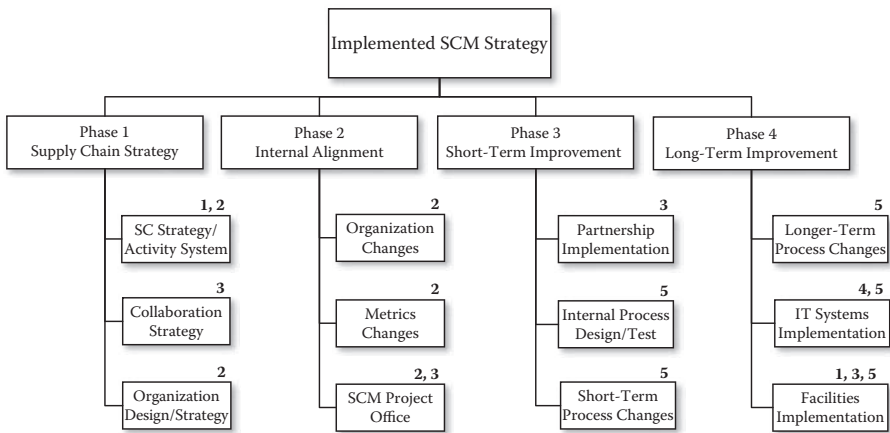 Implemented SCM Strategy
Phase 1
Supply Chain Strategy
Phase 2
Internal Alignment
Phase 3
Short-Term Improvement
Phase 4
Long-Term Improvement
1, 2
SC Strategy/
Activity System
3
Collaboration
Strategy
2
Organization
Design/Strategy
2
Organization
Changes
2
Metrics
Changes
2, 3
SCM Project
Office
3
Partnership
Implementation
5
Internal Process
Design/Test
5
Short-Term
Process Changes
5
Longer-Term
Process Changes
4, 5
IT Systems
Implementation
1, 3, 5
Facilities
Implementation